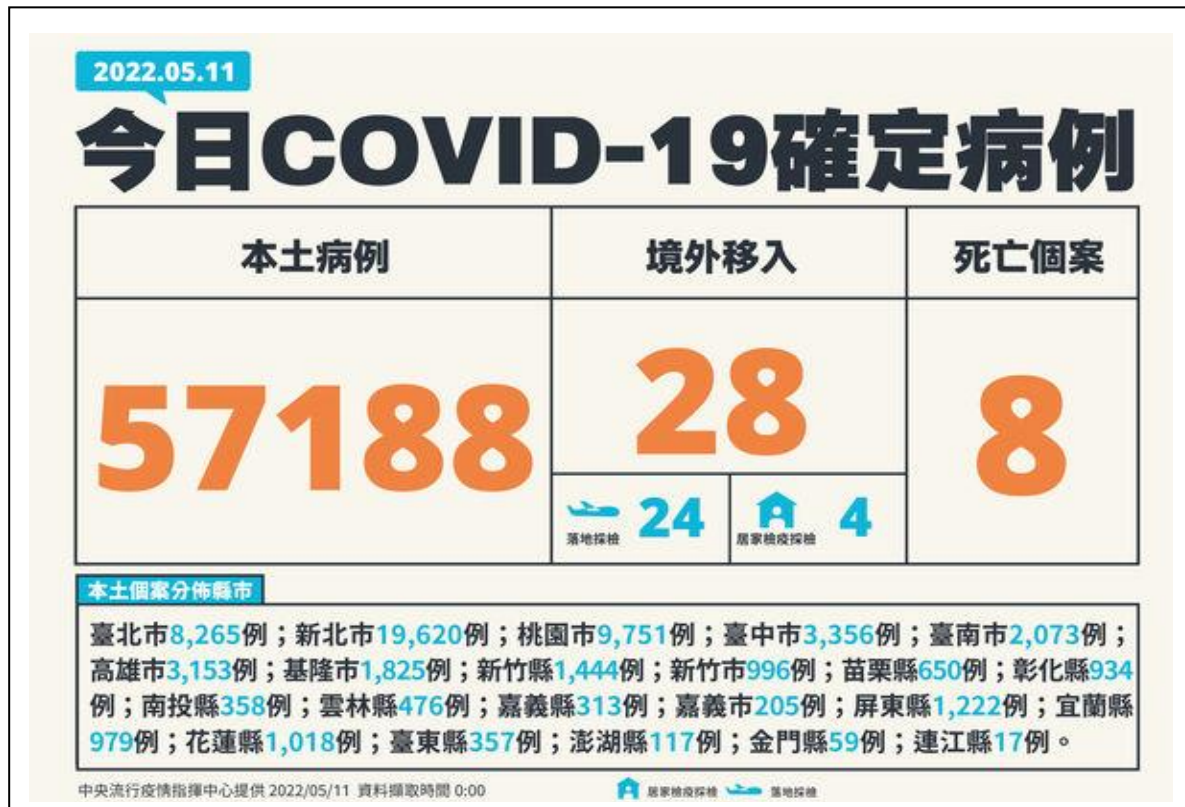 2022.05.11
今日COVID-19確定病例
本土病例
境外移入
死亡個案
57188
28
8
落地採檢
24
居家檢疫採檢
4
本土個案分佈縣市
臺北市8,265例；新北市19,620例；桃園市9,751例；臺中市3,356例；臺南市2,073例；
高雄市3,153例；基隆市1,825例；新竹縣1,444例；新竹市996例；苗栗縣650例；彰化縣934
例；南投縣358例；雲林縣476例；嘉義縣313例；嘉義市205例；屏東縣1,222例；宜蘭縣
979例；花蓮縣1,018例；臺東縣357例；澎湖縣117例；金門縣59例；連江縣17例。
中央流行疫情指揮中心提供 2022/05/11 資料擷取時間 0:00
居家檢疫採檢
落地採檢